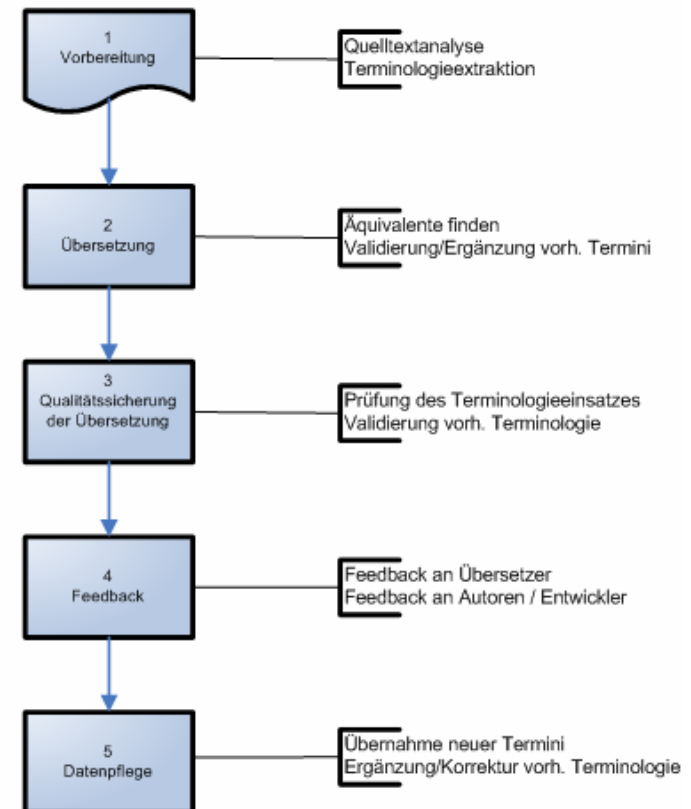 1
Vorbereitung
Quelltextanalyse
Terminologieextraktion
2
Übersetzung
Äquivalente finden
Validierung/Ergänzung vorh. Termini
3
Qualitätssicherung
der Übersetzung
Prüfung des Terminologieeinsatzes
Validierung vorh. Terminologie
4
Feedback
Feedback an Übersetzer
Feedback an Autoren / Entwickler
5
Datenpflege
Übernahme neuer Termini
Ergänzung/Korrektur vorh. Terminologie